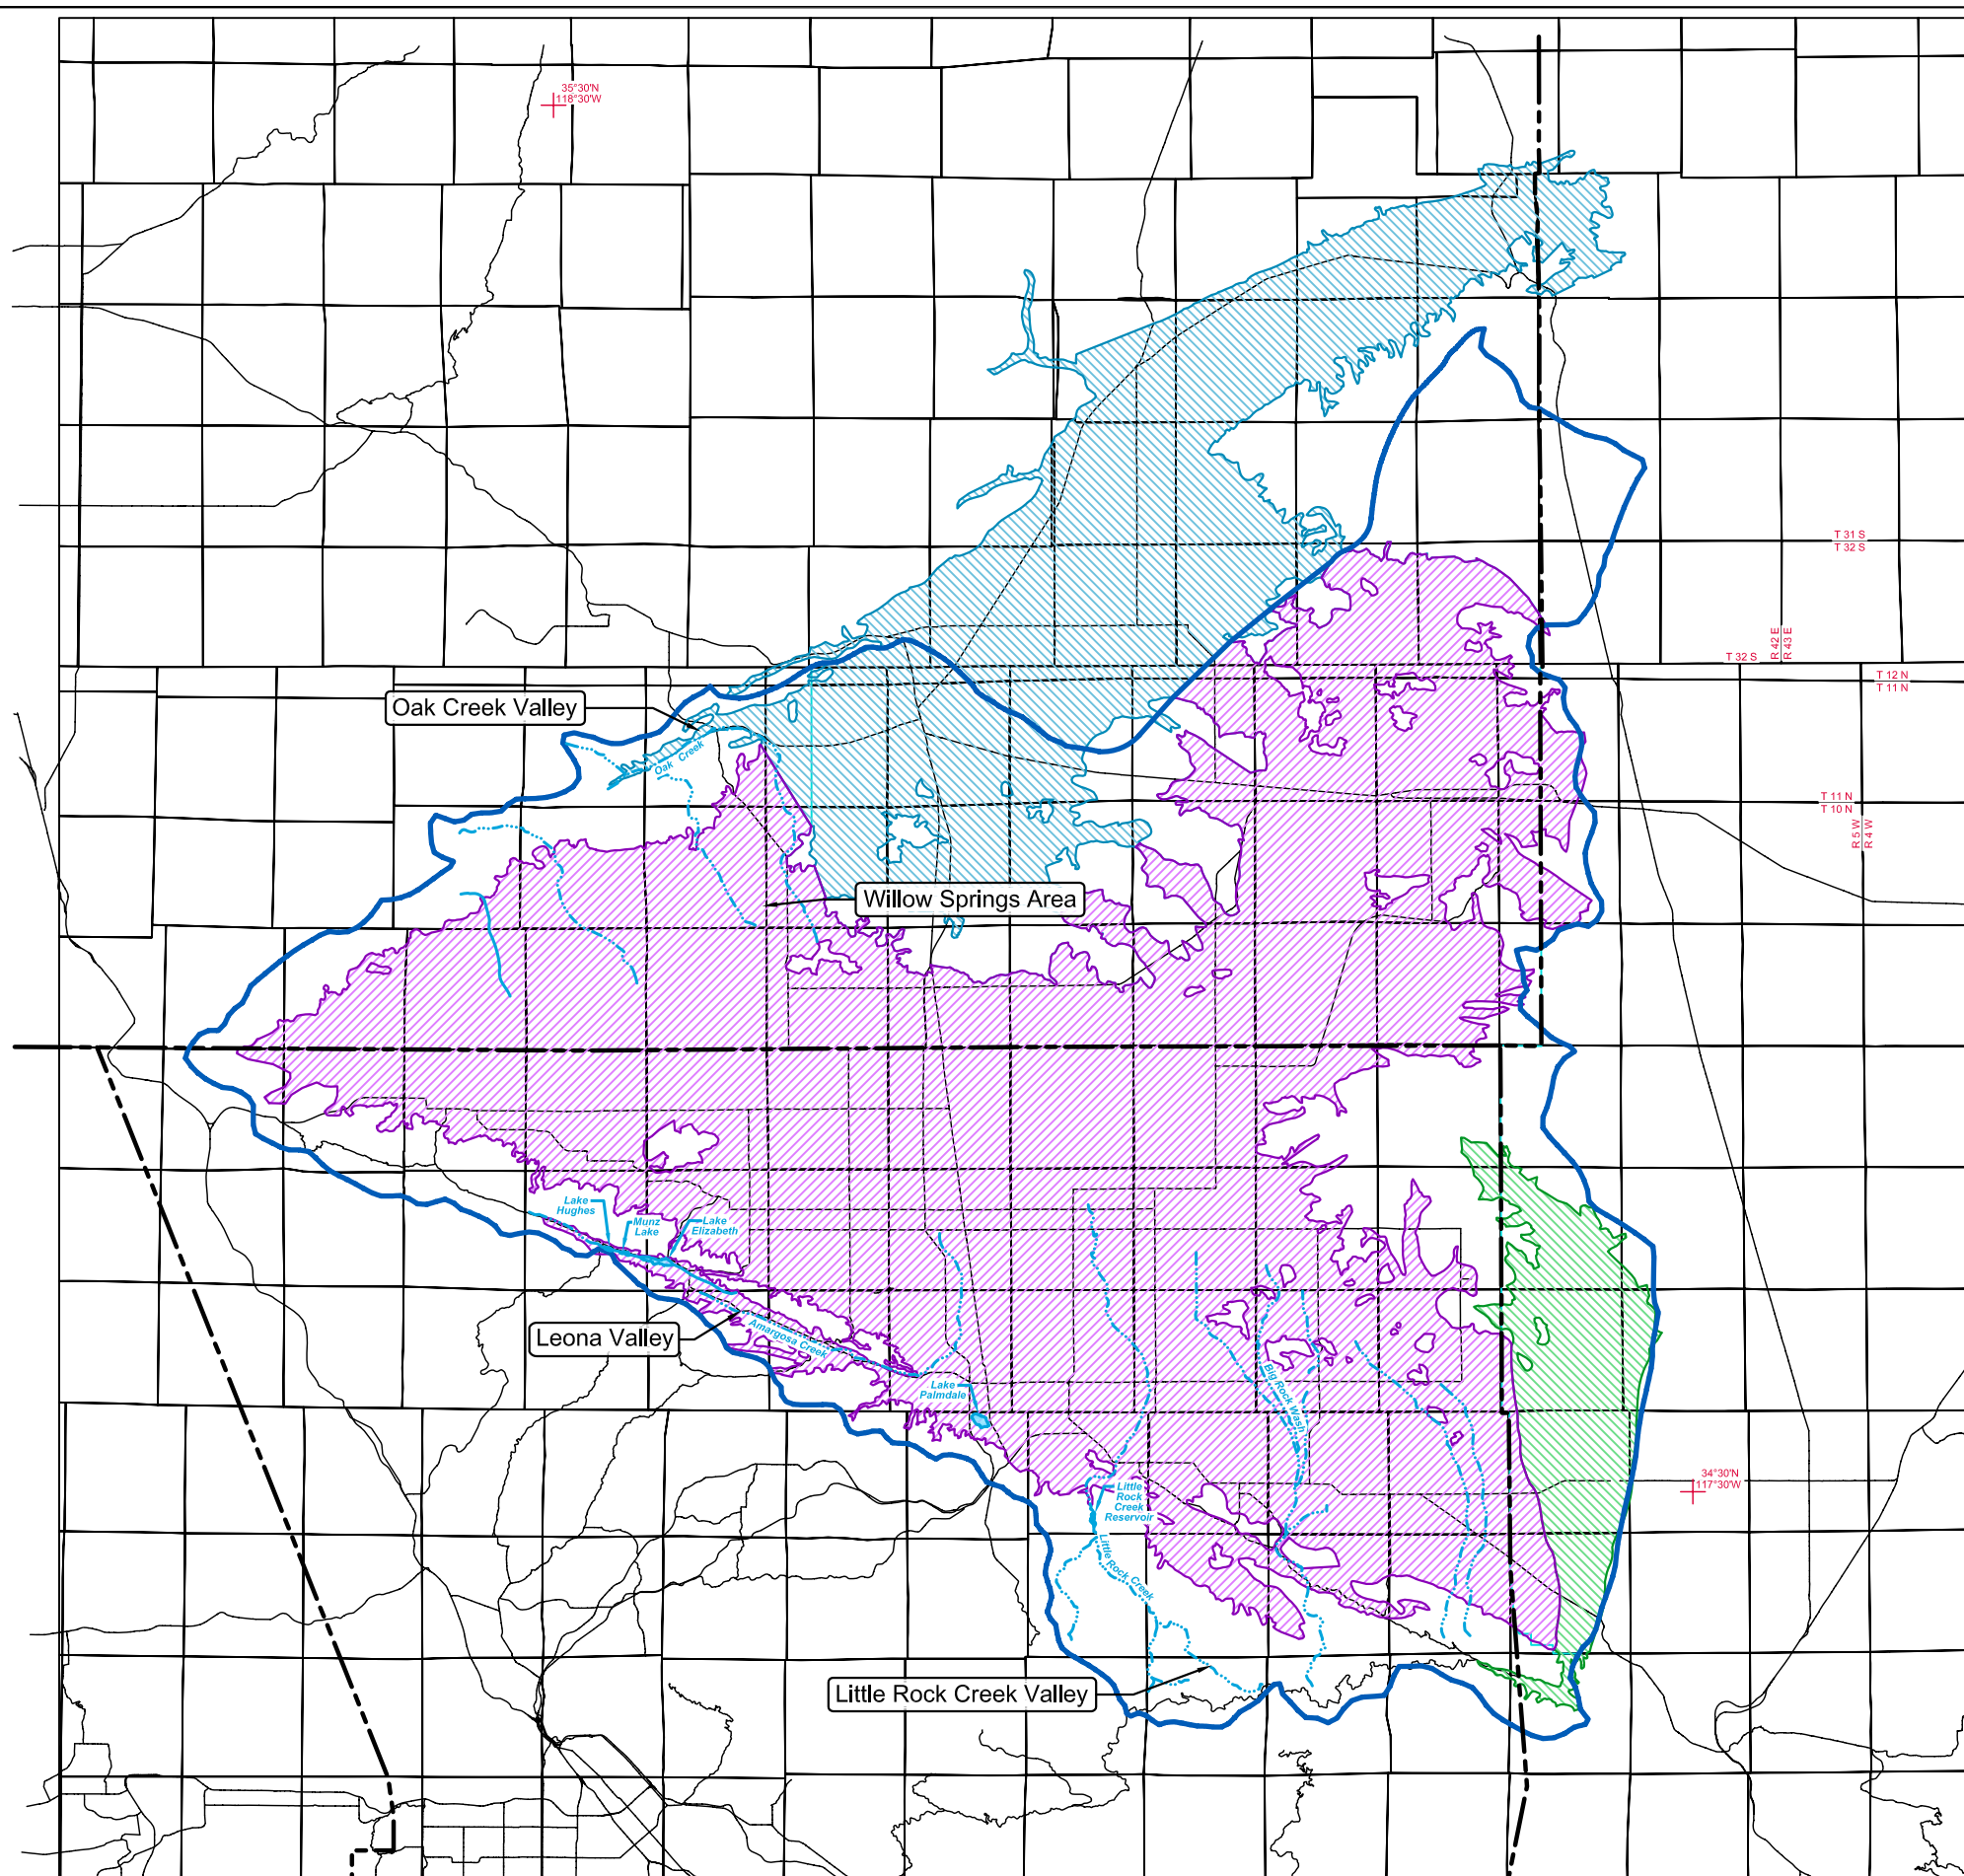 35°30'N
118°30'W
T 31 S
T 32 S
R 42 E
R 43 E
T 32 S
T 12 N
T 11 N
Oak Creek Valley
Oak Creek
T 11 N
T 10 N
R 5 W
R 4 W
Willow Springs Area
Lake
Hughes
Munz
Lake
Lake
Elizabeth
Leona Valley
Amargosa Creek
Lake
Palmdale
Big Rock Wash
34°30'N
117°30'W
Little
Rock
Creek
Reservoir
Little Rock Creek
Little Rock Creek Valley